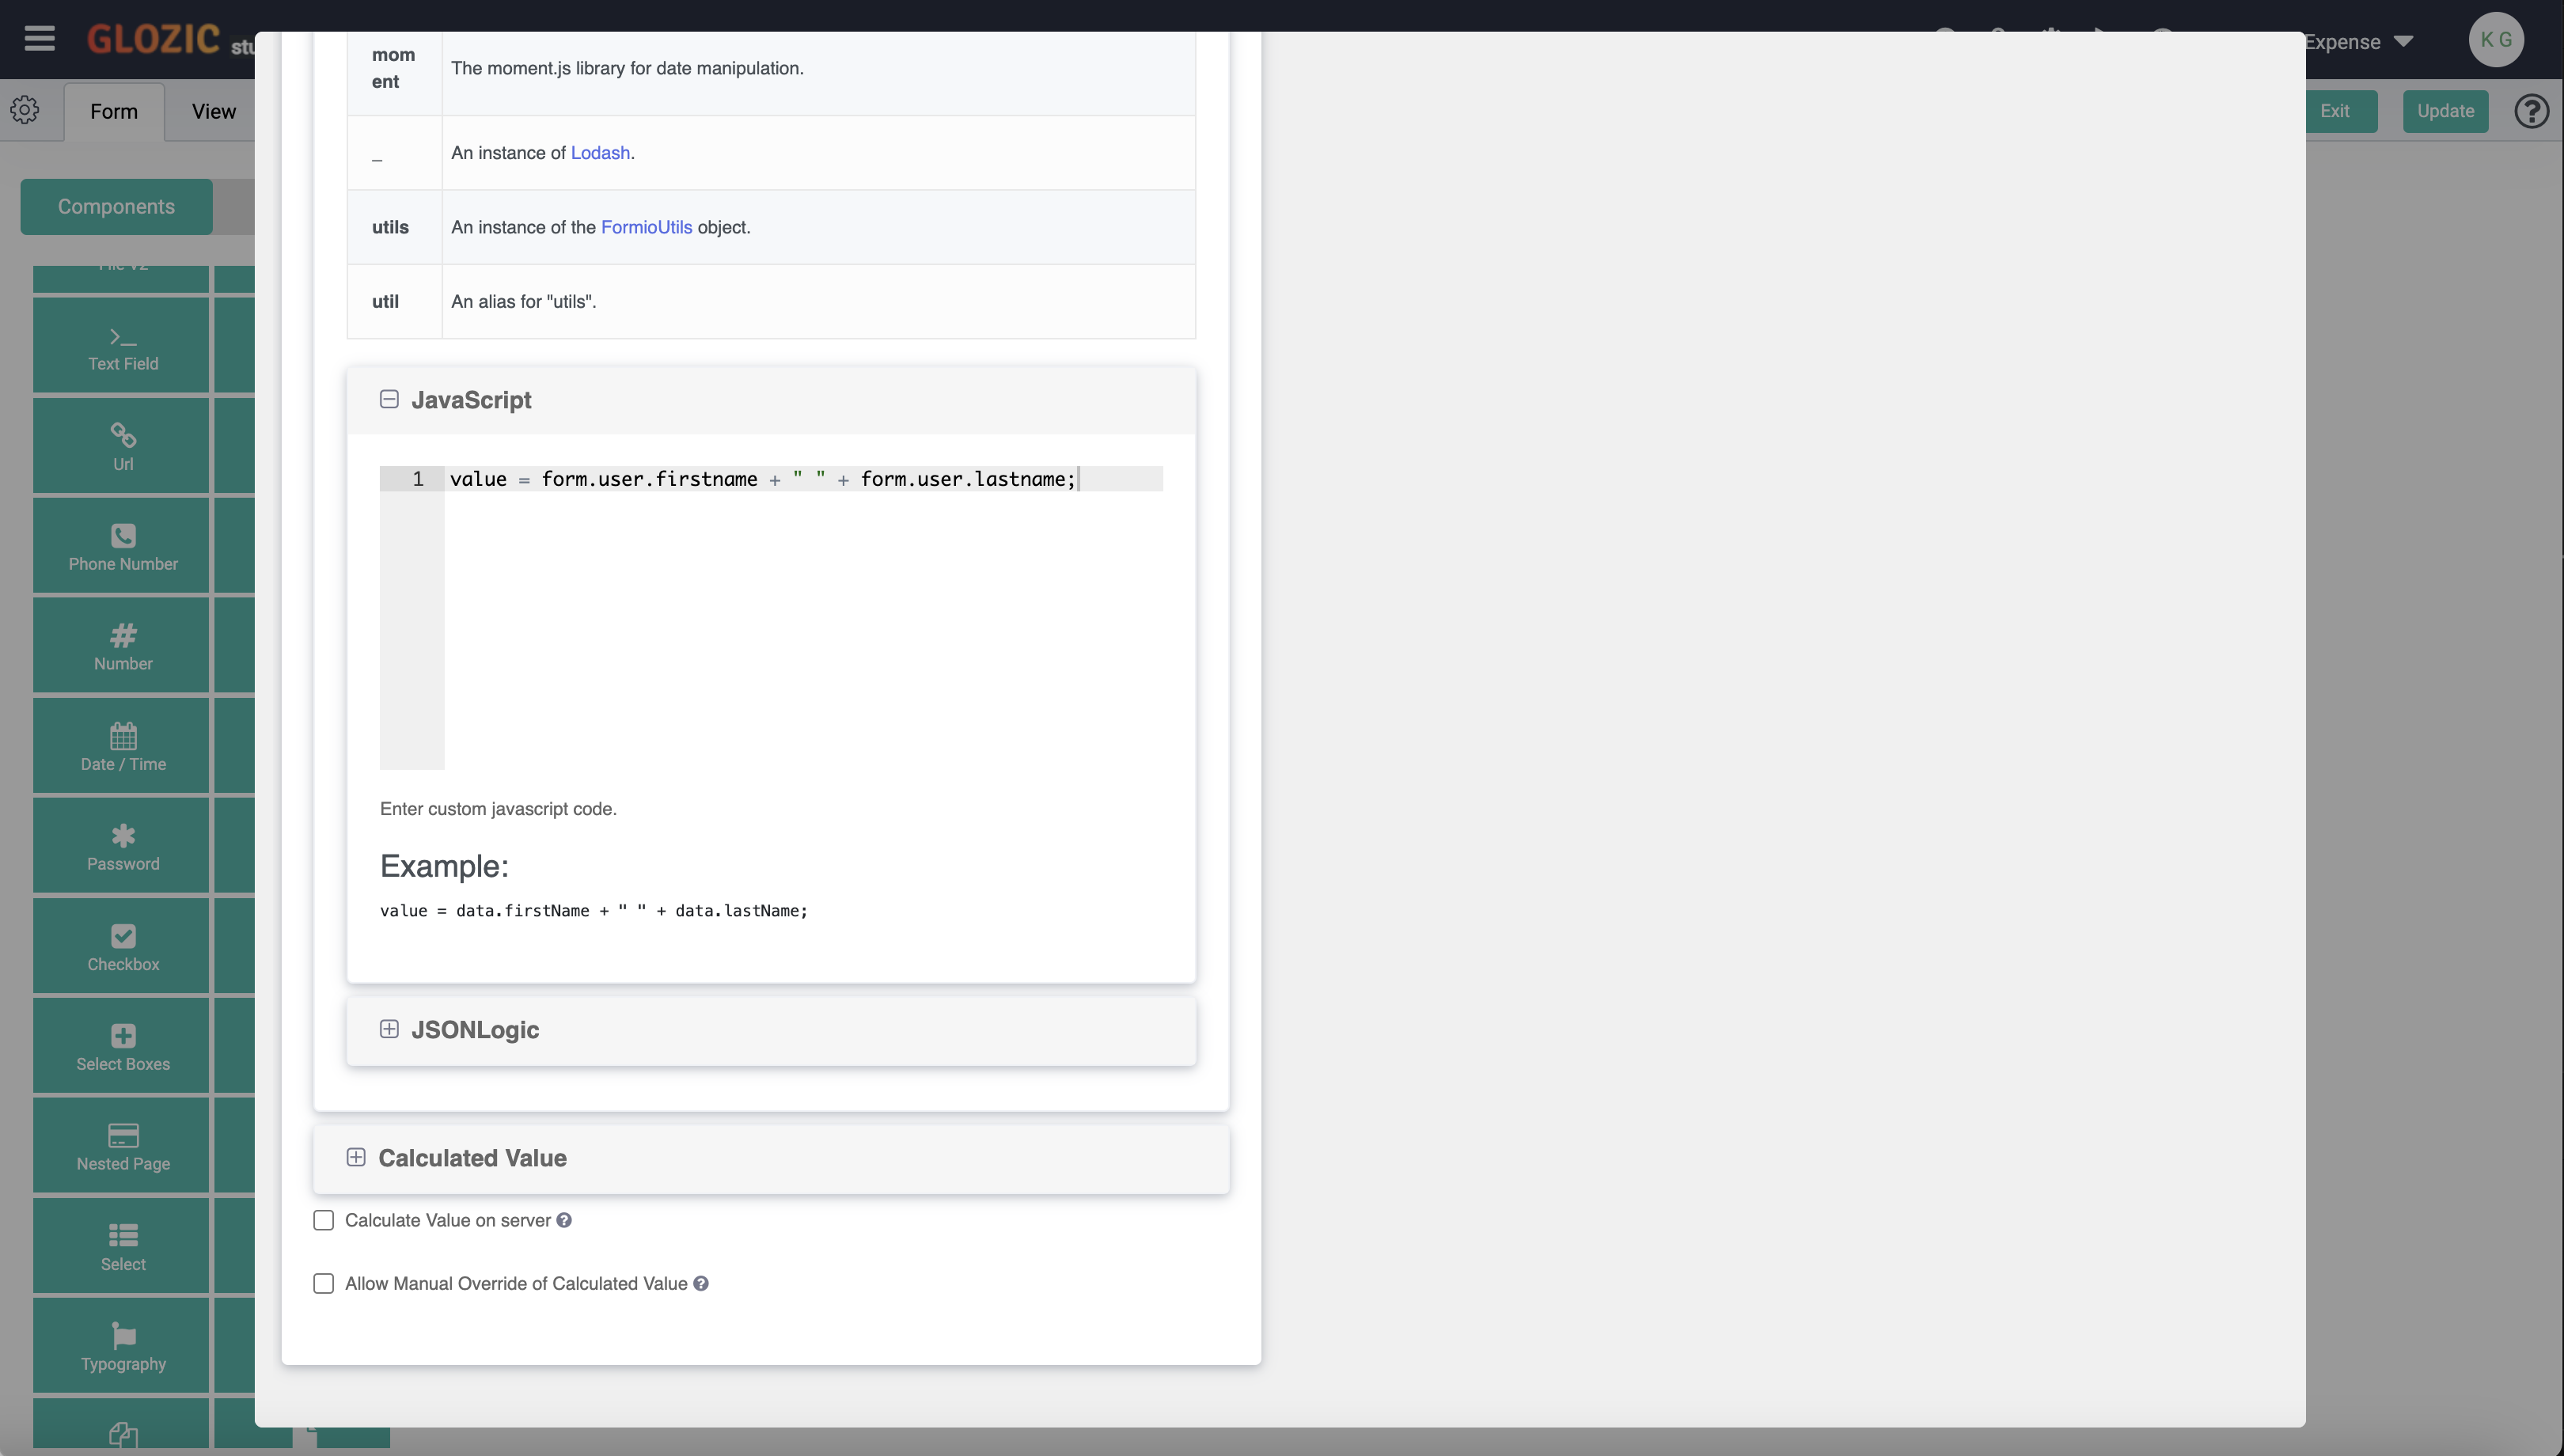 GLOZIC stu
Expense
K G
Form
View
Exit
Update
?
Components
File V2
Text Field
Url
Phone Number
Number
Date / Time
Password
Checkbox
Select Boxes
Nested Page
Select
Typography
mom
ent
The moment.js library for date manipulation.
_
An instance of Lodash.
utils
An instance of the FormioUtils object.
util
An alias for "utils".
JavaScript
1
value = form.user.firstname + " " + form.user.lastname;
Enter custom javascript code.
Example:
value = data.firstName + " " + data.lastName;
JSONLogic
Calculated Value
Calculate Value on server ?
Allow Manual Override of Calculated Value ?